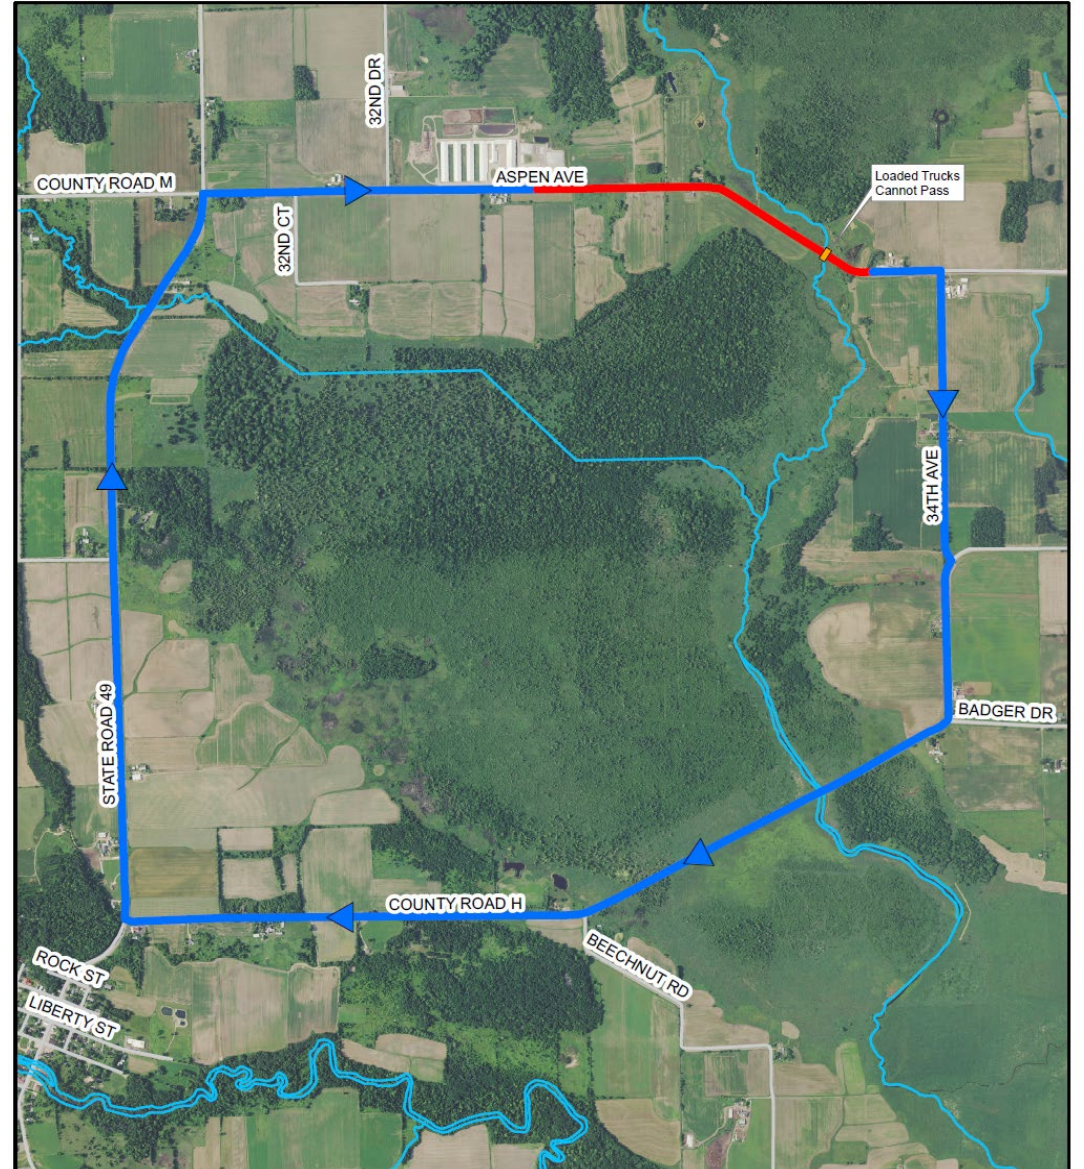 32ND DR
COUNTY ROAD M
ASPEN AVE
Loaded Trucks
Cannot Pass
32ND CT
34TH AVE
STATE ROAD 49
BADGER DR
COUNTY ROAD H
BEECHNUT RD
ROCK ST
LIBERTY ST